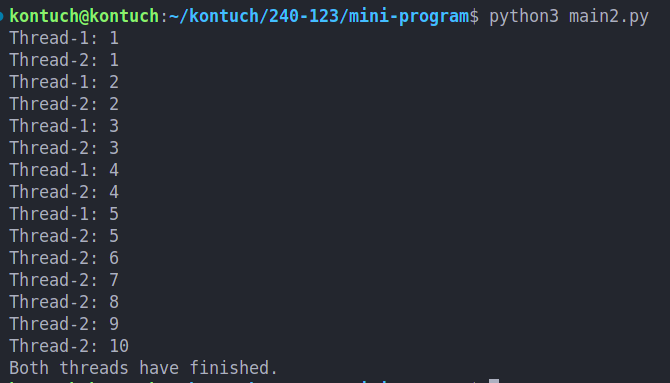 kontuch@kontuch:~/kontuch/240-123/mini-program$ python3 main2.py
Thread-1: 1
Thread-2: 1
Thread-1: 2
Thread-2: 2
Thread-1: 3
Thread-2: 3
Thread-1: 4
Thread-2: 4
Thread-1: 5
Thread-2: 5
Thread-2: 6
Thread-2: 7
Thread-2: 8
Thread-2: 9
Thread-2: 10
Both threads have finished.